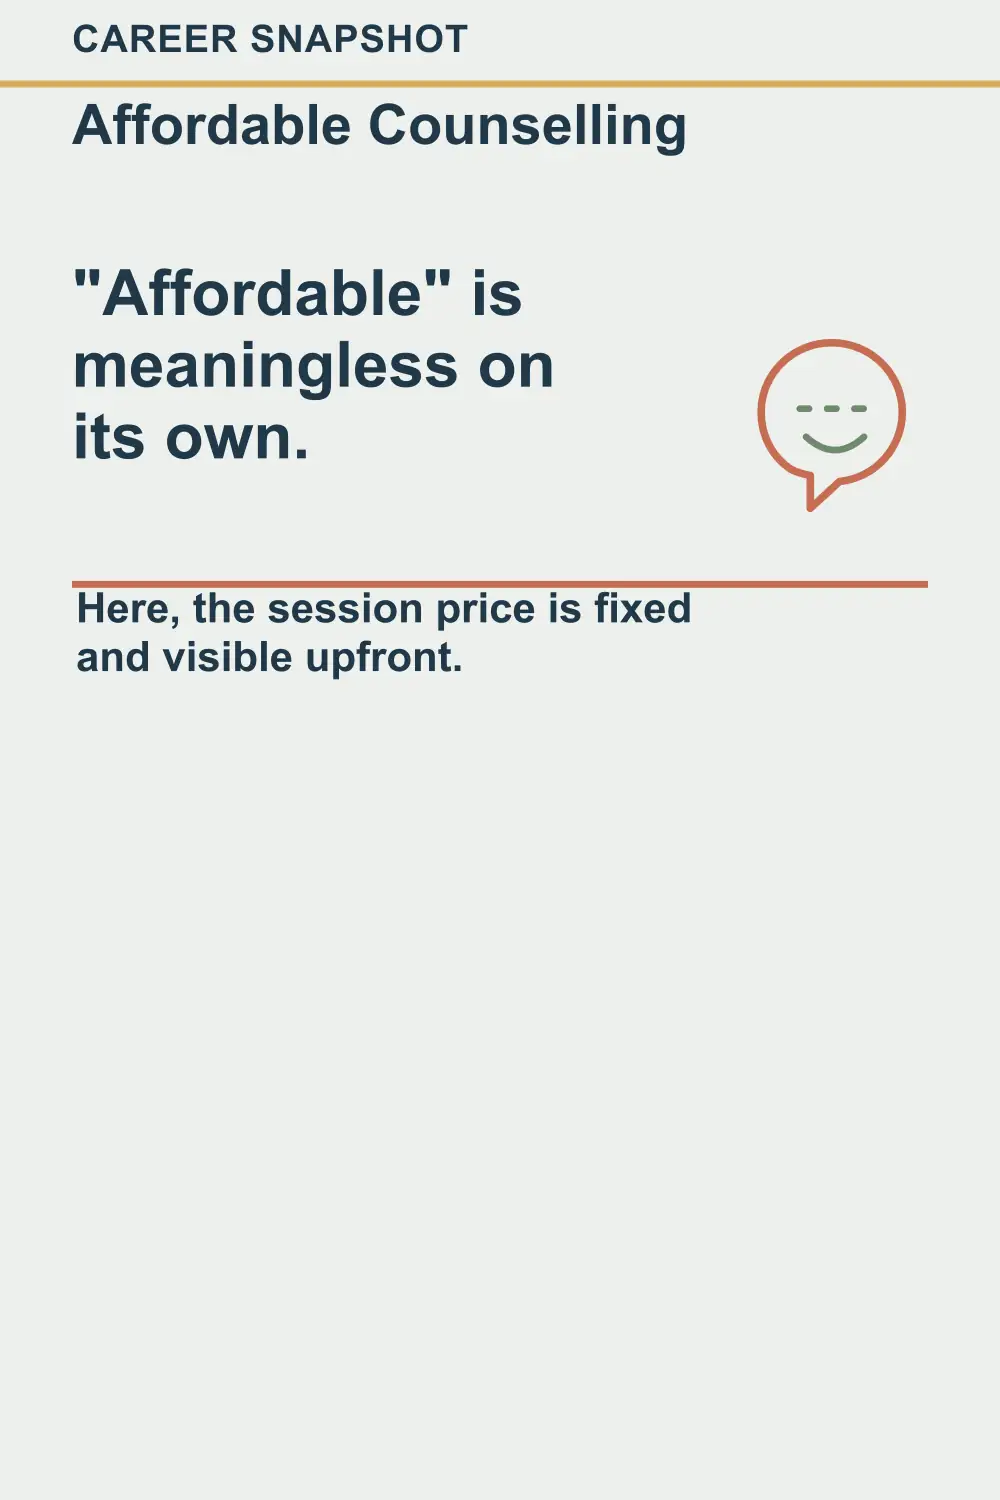 CAREER SNAPSHOT
Affordable Counselling
"Affordable" is
meaningless on
its own.
Here, the session price is fixed
and visible upfront.